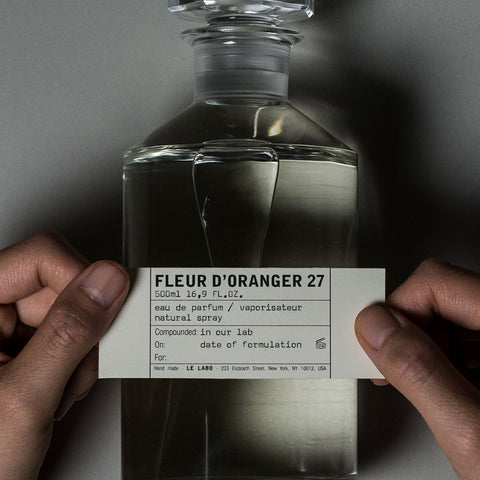 FLEUR D'ORANGER 27
500ml 16,9 FL.OZ.
eau de parfum / vaporisateur
natural spray
Compounded: in our lab
On: date of formulation
For:
Hand made - LE LABO - 233 Elizabeth Street, New York, NY 10012, USA